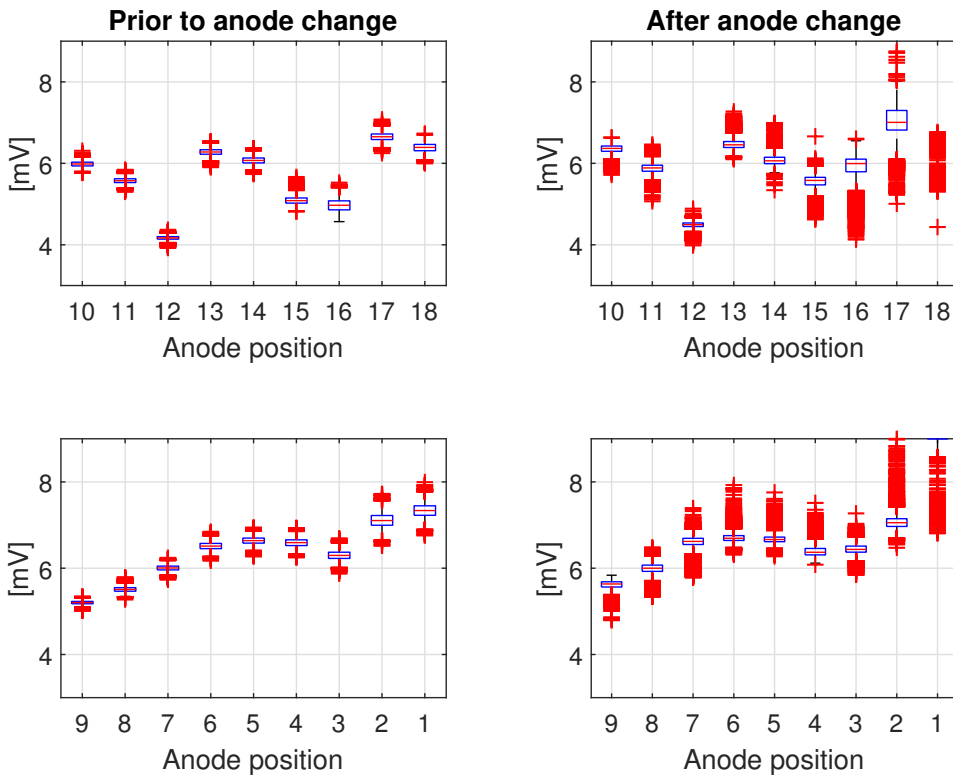 Prior to anode change
After anode change
8
6
4
[mV]
10 11 12 13 14 15 16 17 18
Anode position
8
6
4
[mV]
10 11 12 13 14 15 16 17 18
Anode position
8
6
4
[mV]
9 8 7 6 5 4 3 2 1
Anode position
8
6
4
[mV]
9 8 7 6 5 4 3 2 1
Anode position